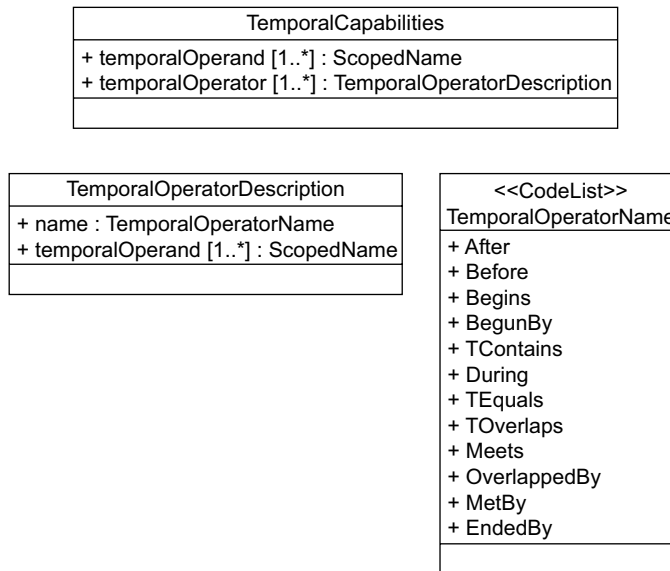 TemporalCapabilities
+ temporalOperand [1..*] : ScopedName
+ temporalOperator [1..*] : TemporalOperatorDescription
TemporalOperatorDescription
+ name : TemporalOperatorName
+ temporalOperand [1..*] : ScopedName
<<CodeList>>
TemporalOperatorName
+ After
+ Before
+ Begins
+ BegunBy
+ TContains
+ During
+ TEquals
+ TOverlaps
+ Meets
+ OverlappedBy
+ MetBy
+ EndedBy